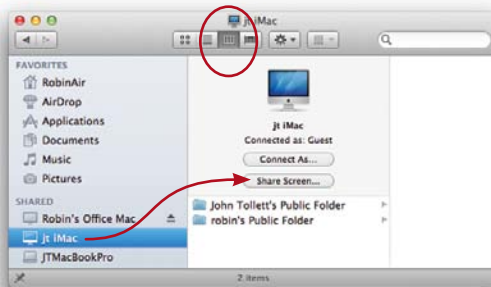 jt iMac
FAVORITES
RobinAir
AirDrop
Applications
Documents
Music
Pictures
SHARED
Robin's Office Mac
jt iMac
JTMacBookPro
jt iMac
Connected as: Guest
Connect As...
Share Screen...
John Tollett's Public Folder
robin's Public Folder
2 items